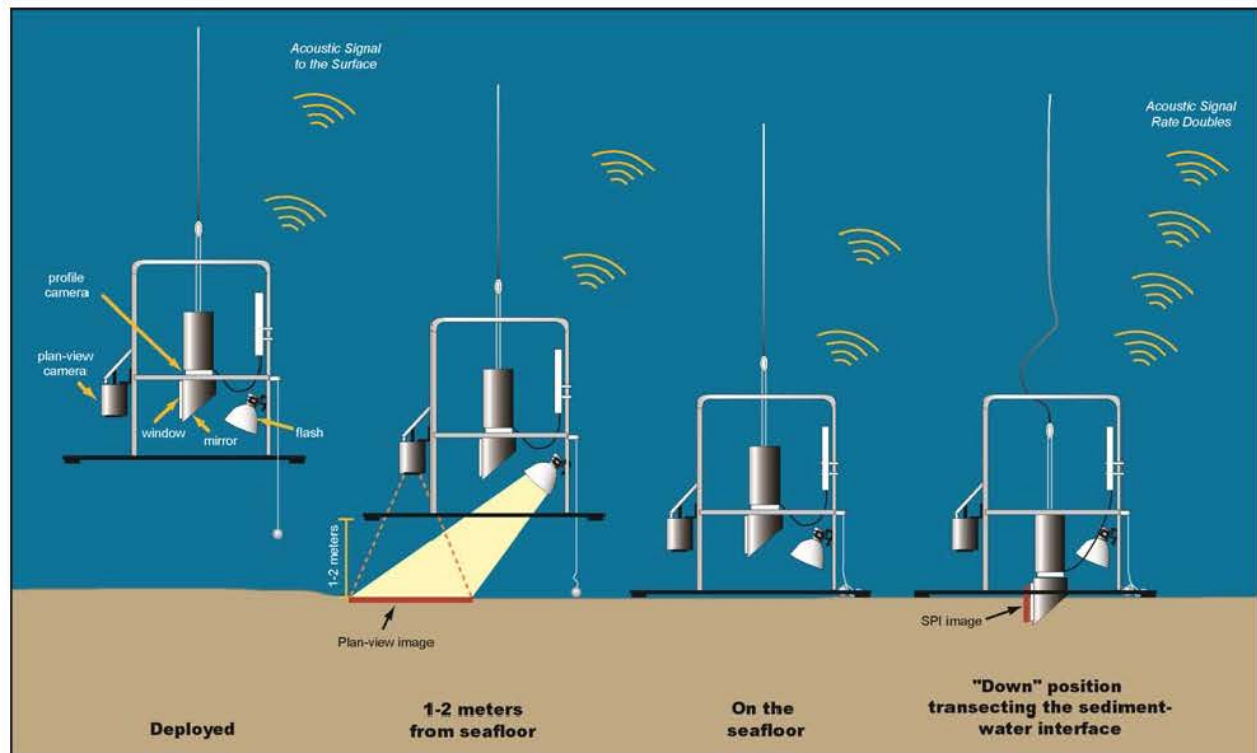 Acoustic Signal
to the Surface
Acoustic Signal
Rate Doubles
profile
camera
plan-view
camera
window
mirror
flash
1-2 meters
Plan-view image
SPI image
Deployed
1-2 meters
from seafloor
On the
seafloor
"Down" position
transecting the sediment-
water interface